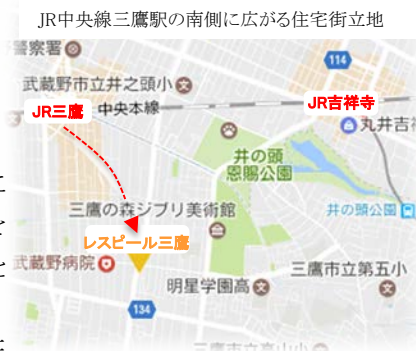 JR中央線三鷹駅の南側に広がる住宅街立地
警察署
114
武蔵野市立井之頭小
JR三鷹
中央本線
JR吉祥寺
丸井吉祥
井の頭
恩賜公園
三鷹の森ジブリ美術館
井の頭公園
レスピール三鷹
武蔵野病院
三鷹市立第五小
明星学園高
134